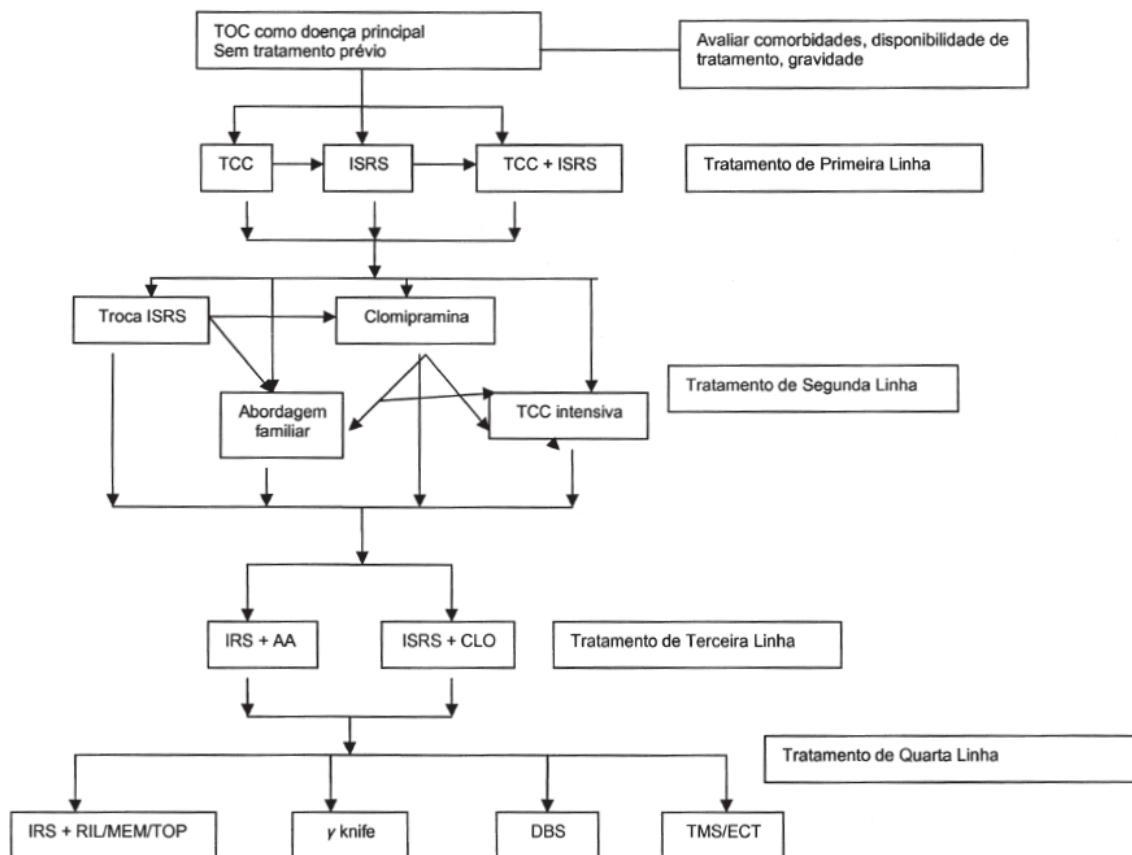 TOC como doença principal
Sem tratamento prévio
Avaliar comorbidades, disponibilidade de
tratamento, gravidade
TCC
ISRS
TCC + ISRS
Tratamento de Primeira Linha
Troca ISRS
Clomipramina
Tratamento de Segunda Linha
Abordagem
familiar
TCC intensiva
IRS + AA
ISRS + CLO
Tratamento de Terceira Linha
Tratamento de Quarta Linha
IRS + RIL/MEM/TOP
γ knife
DBS
TMS/ECT